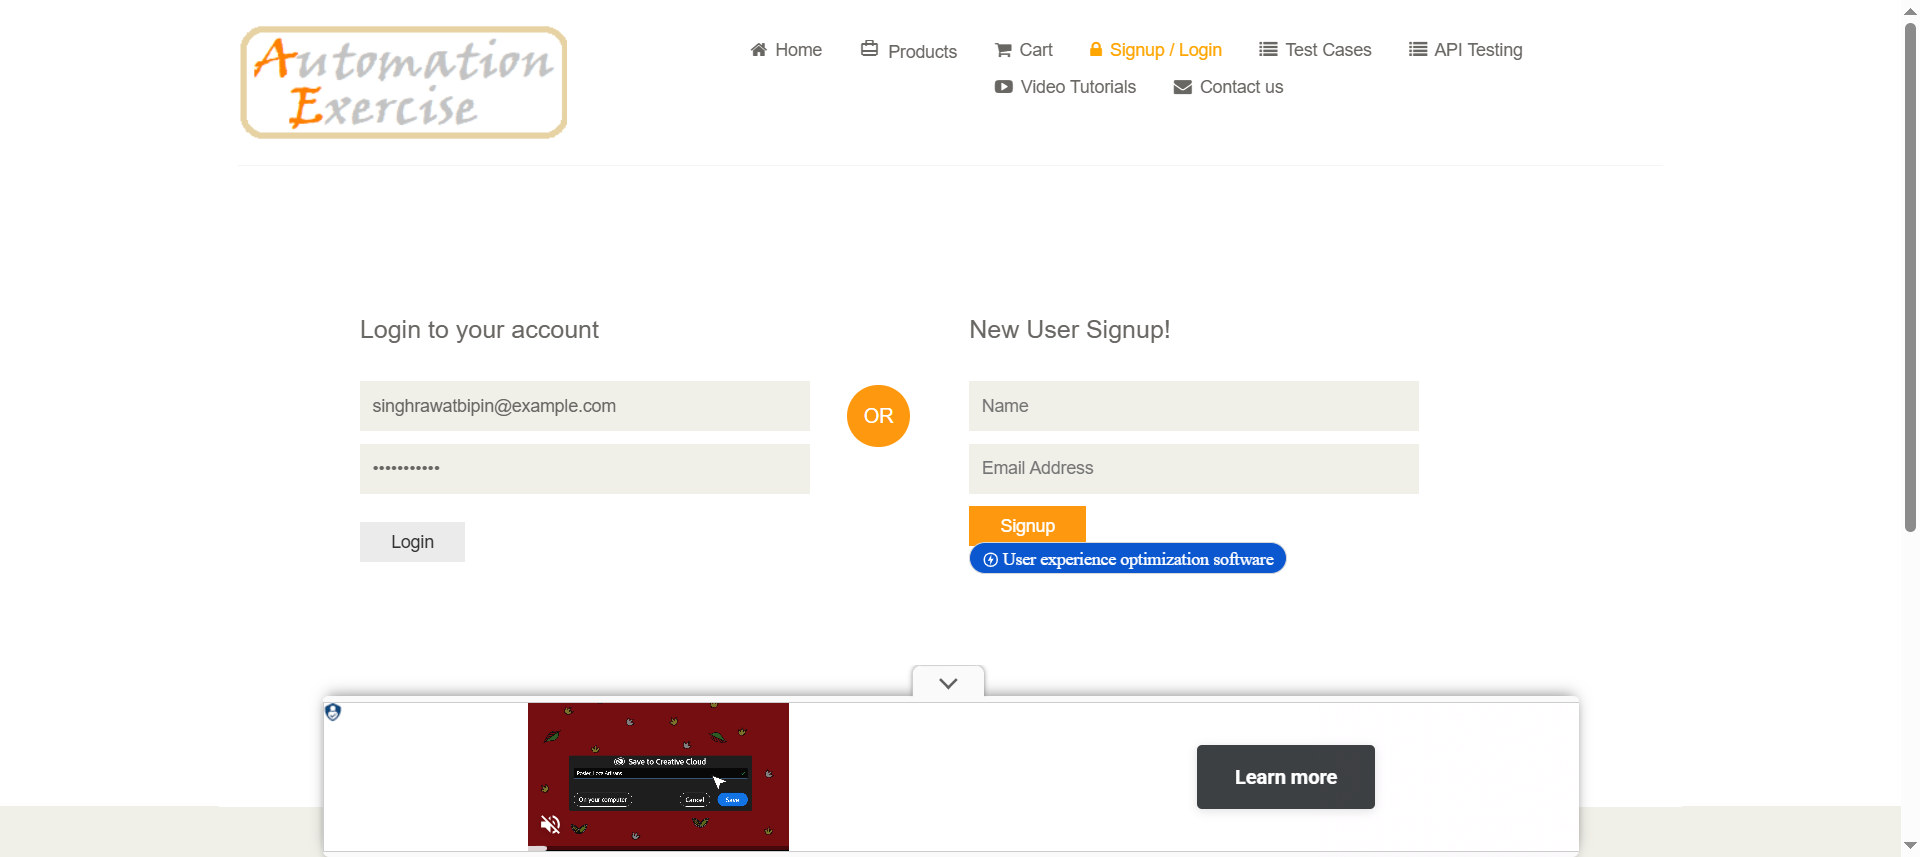 Automation
Exercise
Home
Products
Cart
Signup / Login
Test Cases
API Testing
Video Tutorials
Contact us
Login to your account
singhrawatbipin@example.com
•••••••••••
Login
OR
New User Signup!
Name
Email Address
Signup
User experience optimization software
Save to Creative Cloud
On your computer
Cancel
Save
Learn more